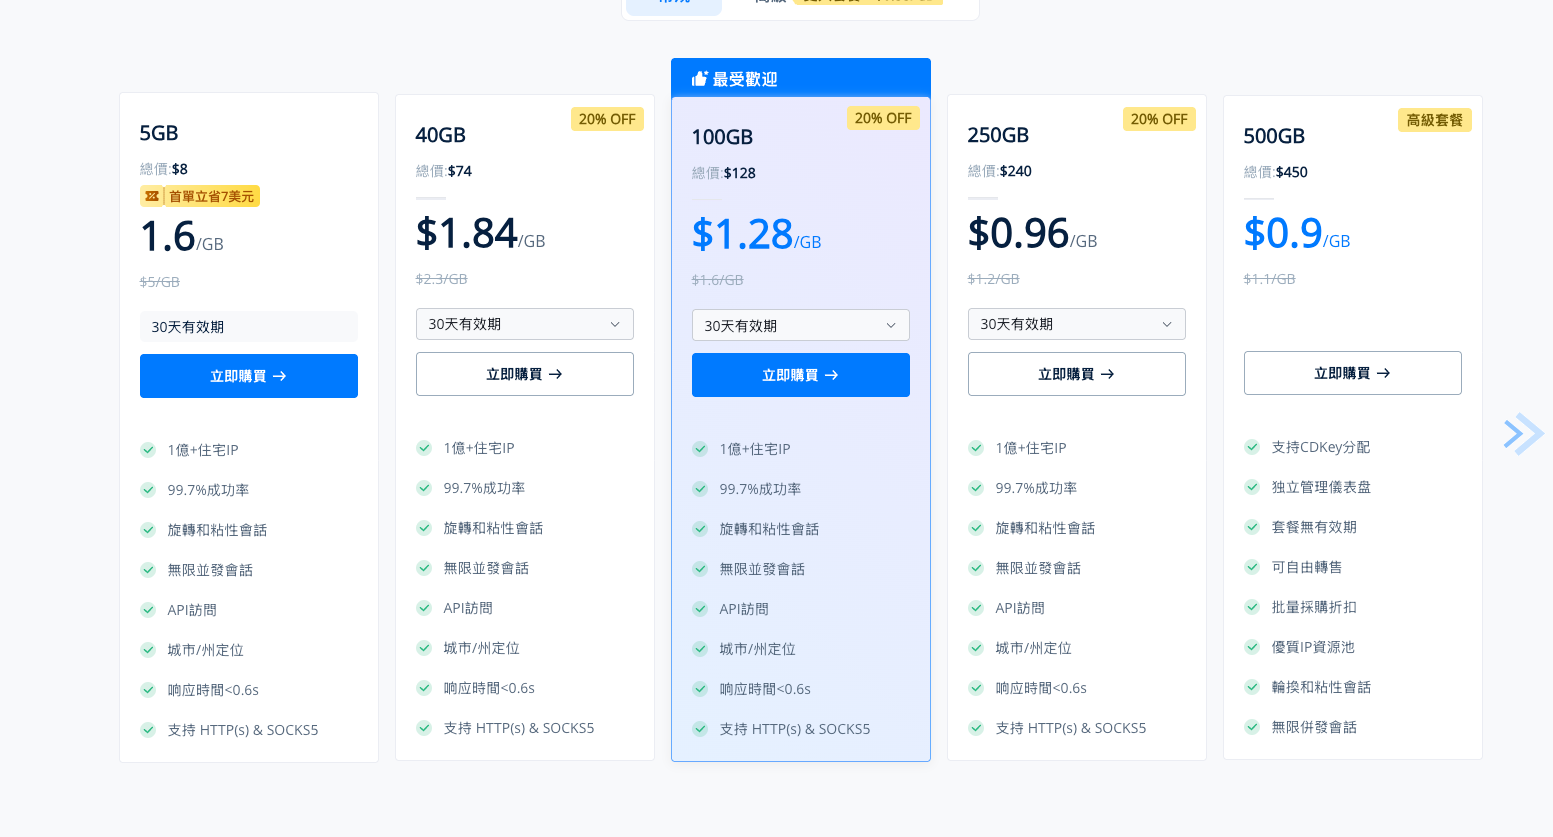 最受歡迎
5GB
總價:$8
首單立省7美元
1.6/GB
$5/GB
30天有效期
立即購買 →
1億+住宅IP
99.7%成功率
旋轉和粘性會話
無限並發會話
API訪問
城市/州定位
响应時間<0.6s
支持 HTTP(s) & SOCKS5
20% OFF
40GB
總價:$74
$1.84/GB
$2.3/GB
30天有效期
立即購買 →
1億+住宅IP
99.7%成功率
旋轉和粘性會話
無限並發會話
API訪問
城市/州定位
响应時間<0.6s
支持 HTTP(s) & SOCKS5
20% OFF
100GB
總價:$128
$1.28/GB
$1.6/GB
30天有效期
立即購買 →
1億+住宅IP
99.7%成功率
旋轉和粘性會話
無限並發會話
API訪問
城市/州定位
响应時間<0.6s
支持 HTTP(s) & SOCKS5
20% OFF
250GB
總價:$240
$0.96/GB
$1.2/GB
30天有效期
立即購買 →
1億+住宅IP
99.7%成功率
旋轉和粘性會話
無限並發會話
API訪問
城市/州定位
响应時間<0.6s
支持 HTTP(s) & SOCKS5
高級套餐
500GB
總價:$450
$0.9/GB
$1.1/GB
立即購買 →
支持CDKey分配
独立管理儀表盘
套餐無有效期
可自由轉售
批量採購折扣
優質IP資源池
輪換和粘性會話
無限併發會話